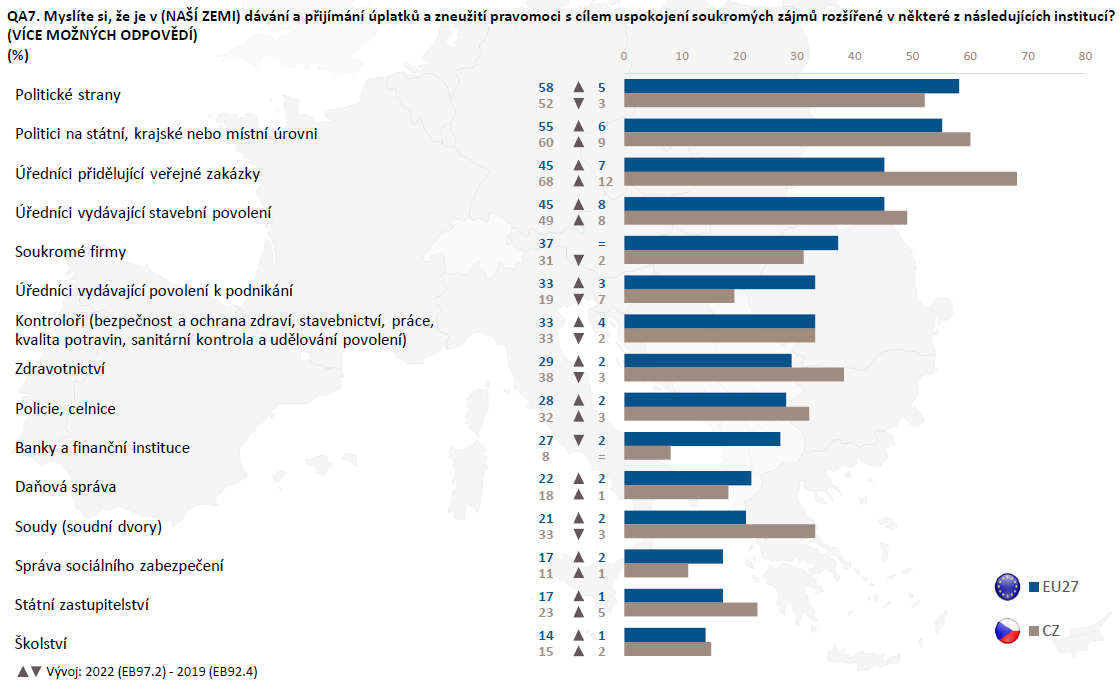 QA7. Myslíte si, že je v (NAŠÍ ZEMI) dávání a přijímání úplatků a zneužití pravomoci s cílem uspokojení soukromých zájmů rozšířené v některé z následujících institucí?
(VÍCE MOŽNÝCH ODPOVĚDÍ)
(%)
0 10 20 30 40 50 60 70 80
Politické strany
58 ▲ 5
52 ▼ 3
Politici na státní, krajské nebo místní úrovni
55 ▲ 6
60 ▲ 9
Úředníci přidělující veřejné zakázky
45 ▲ 7
68 ▲ 12
Úředníci vydávající stavební povolení
45 ▲ 8
49 ▲ 8
Soukromé firmy
37 =
31 ▼ 2
Úředníci vydávající povolení k podnikání
33 ▲ 3
19 ▼ 7
Kontroloři (bezpečnost a ochrana zdraví, stavebnictví, práce,
kvalita potravin, sanitární kontrola a udělování povolení)
33 ▲ 4
33 ▼ 2
Zdravotnictví
29 ▲ 2
38 ▼ 3
Policie, celnice
28 ▲ 2
32 ▲ 3
Banky a finanční instituce
27 ▼ 2
8 =
Daňová správa
22 ▲ 2
18 ▲ 1
Soudy (soudní dvory)
21 ▲ 2
33 ▼ 3
Správa sociálního zabezpečení
17 ▲ 2
11 ▲ 1
Státní zastupitelství
17 ▲ 1
23 ▲ 5
Školství
14 ▲ 1
15 ▲ 2
EU27
CZ
▲▼ Vývoj: 2022 (EB97.2) - 2019 (EB92.4)